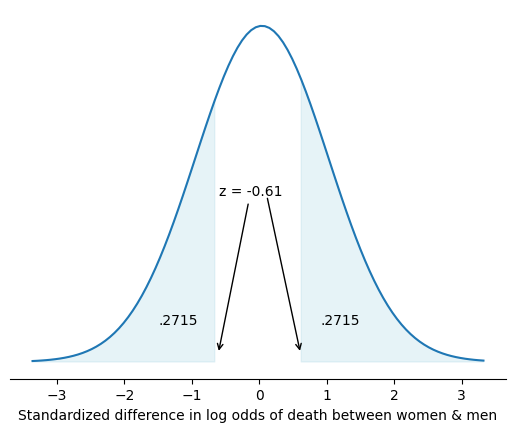 z = -0.61
.2715 .2715
−3 −2 −1 0 1 2 3
Standardized difference in log odds of death between women & men